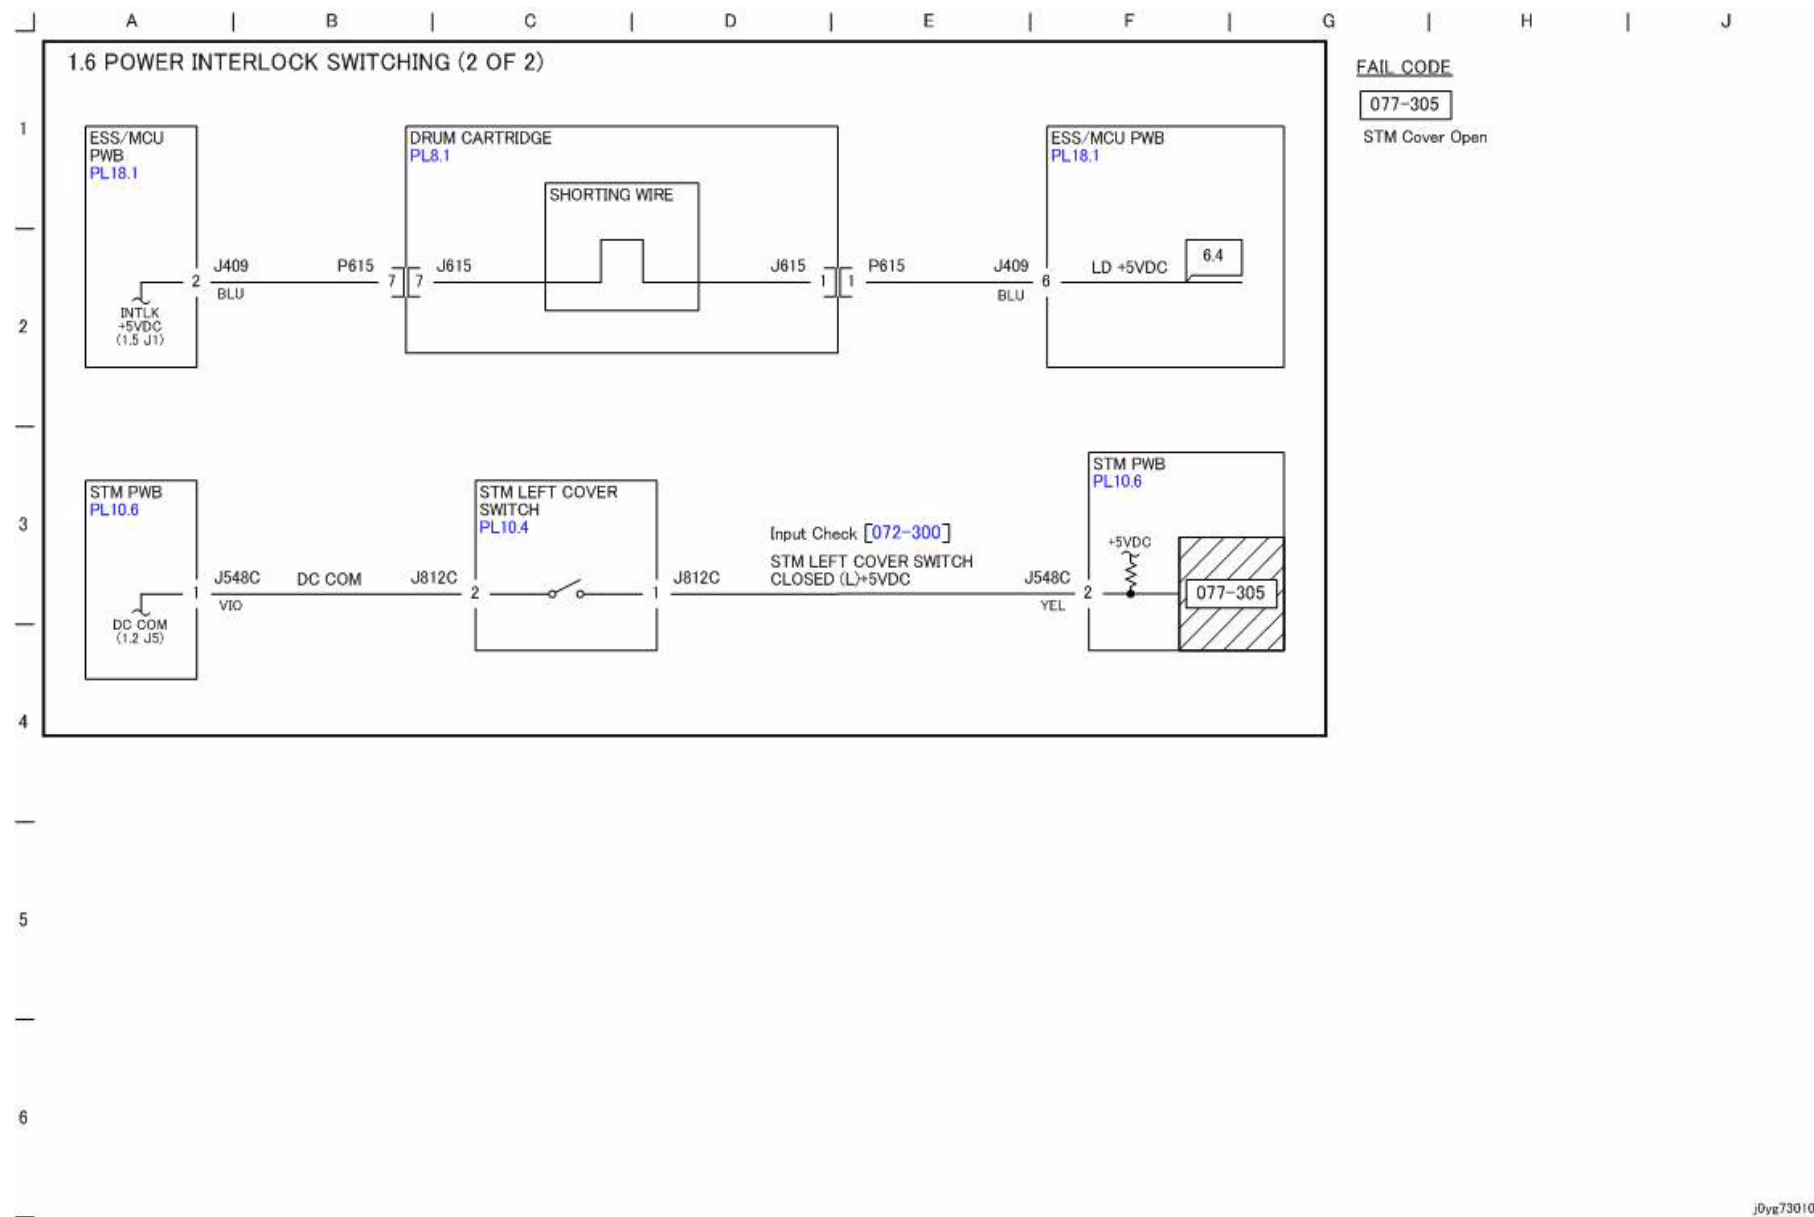 A B C D E F G H J
1.6 POWER INTERLOCK SWITCHING (2 OF 2)
FAIL CODE
077-305
STM Cover Open
1
ESS/MCU
PWB
PL18.1
DRUM CARTRIDGE
PL8.1
SHORTING WIRE
ESS/MCU PWB
PL18.1
2 J409 P615 7 7 J615 J615 1 1 P615 J409 6 LD +5VDC 6.4
BLU BLU
INTLK
+5VDC
(1.5 J1)
2
STM PWB
PL10.6
STM LEFT COVER
SWITCH
PL10.4
Input Check [072-300]
STM LEFT COVER SWITCH
CLOSED (L)+5VDC
STM PWB
PL10.6
+5VDC
3
1 J548C DC COM J812C 2 1 J812C J548C 2 077-305
VIO YEL
DC COM
(1.2 J5)
4
5
6
j0yg73010